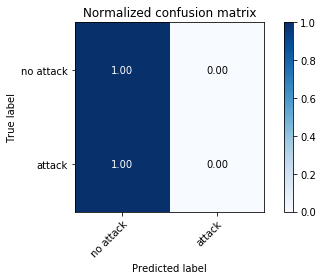 Normalized confusion matrix
True label
no attack
1.00
0.00
attack
1.00
0.00
no attack
attack
Predicted label
1.0
0.8
0.6
0.4
0.2
0.0